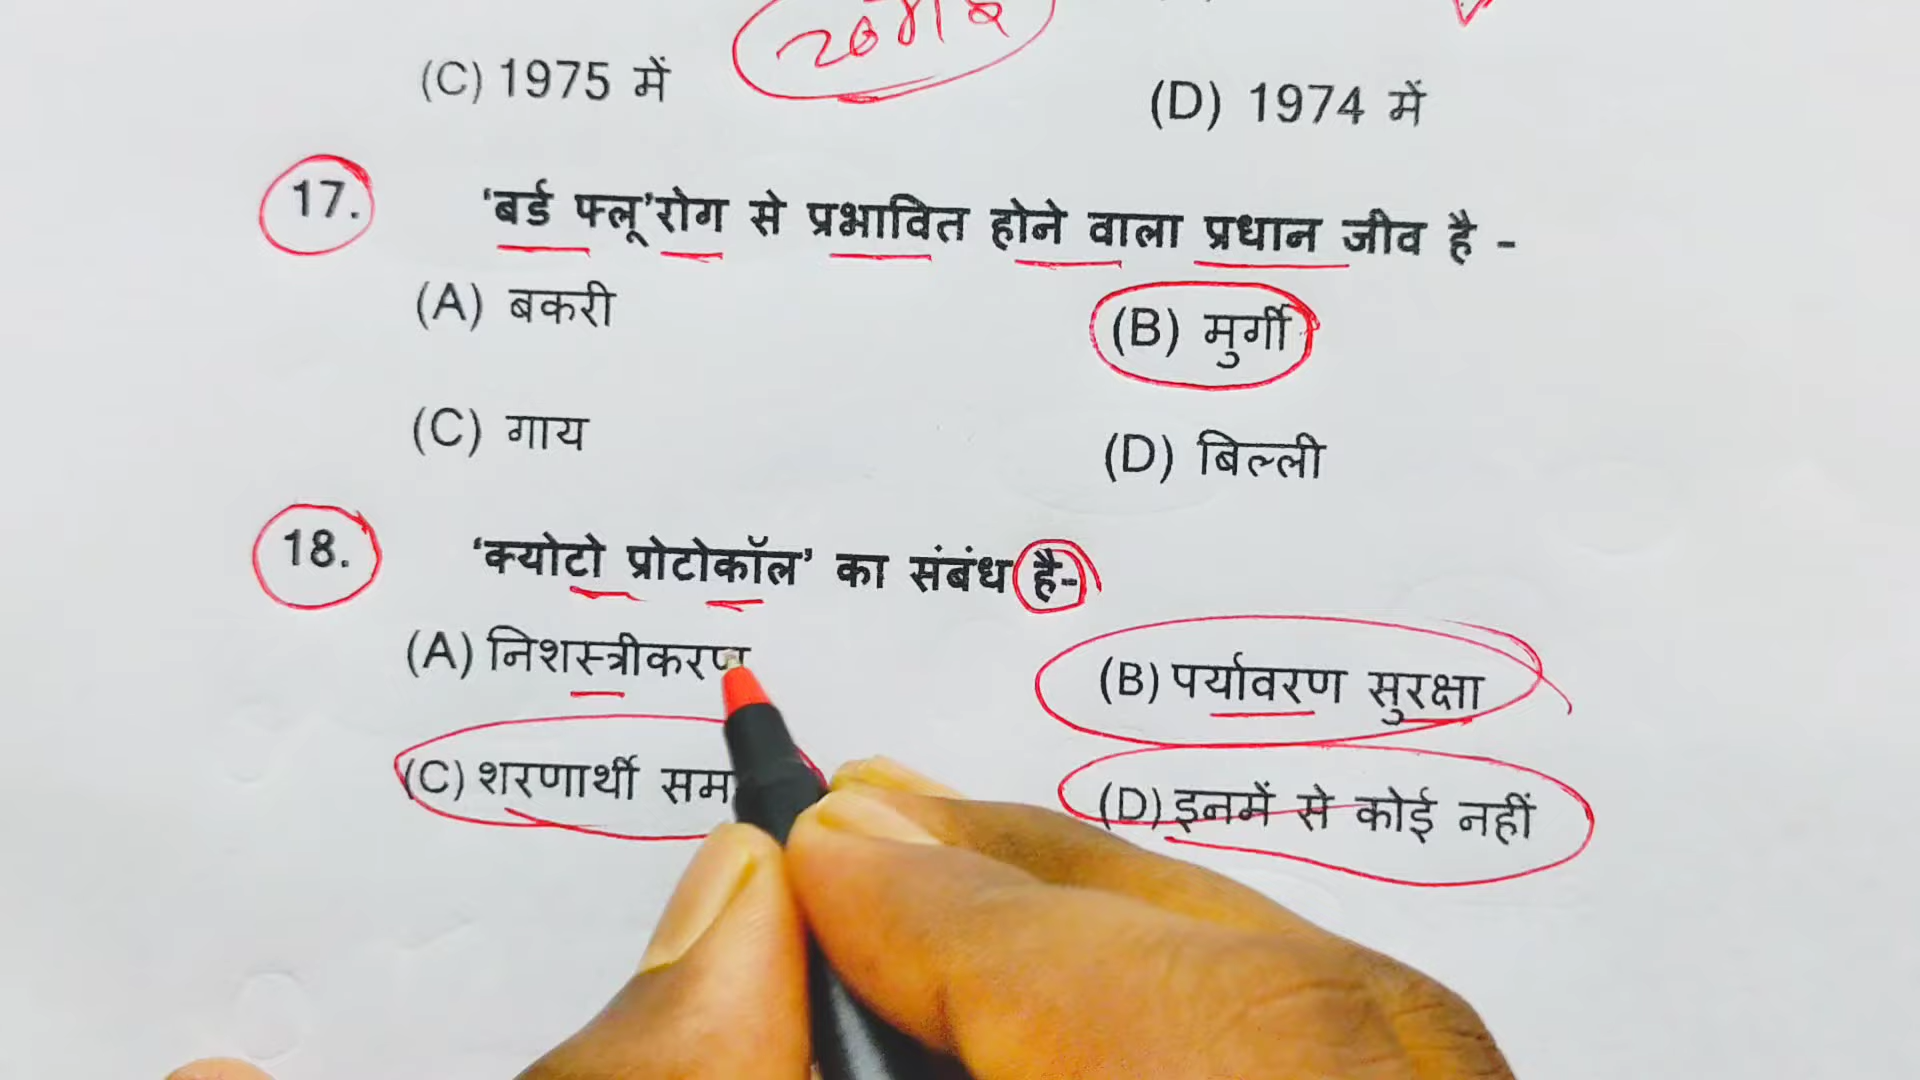 (C) 1975 में
(D) 1974 में
17. 'बर्ड फ्लू'रोग से प्रभावित होने वाला प्रधान जीव है -
(A) बकरी
(B) मुर्गी
(C) गाय
(D) बिल्ली
18. 'क्योटो प्रोटोकॉल' का संबंध है-
(A) निशस्त्रीकरण
(B) पर्यावरण सुरक्षा
(C) शरणार्थी
(D) इनमें से कोई नहीं